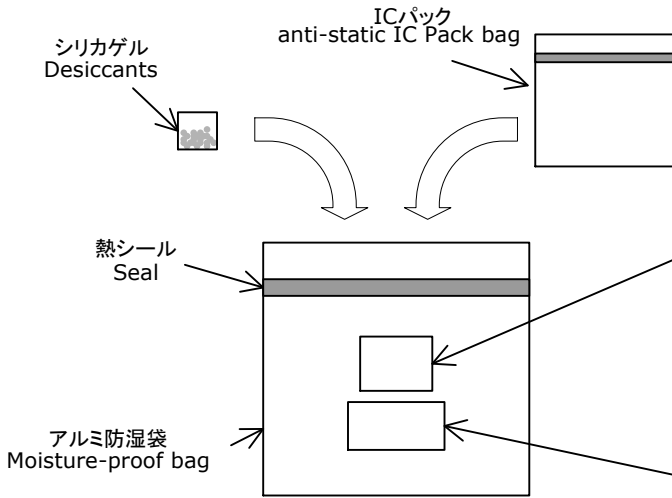 ICパック
anti-static IC Pack bag
シリカゲル
Desiccants
熱シール
Seal
アルミ防湿袋
Moisture-proof bag